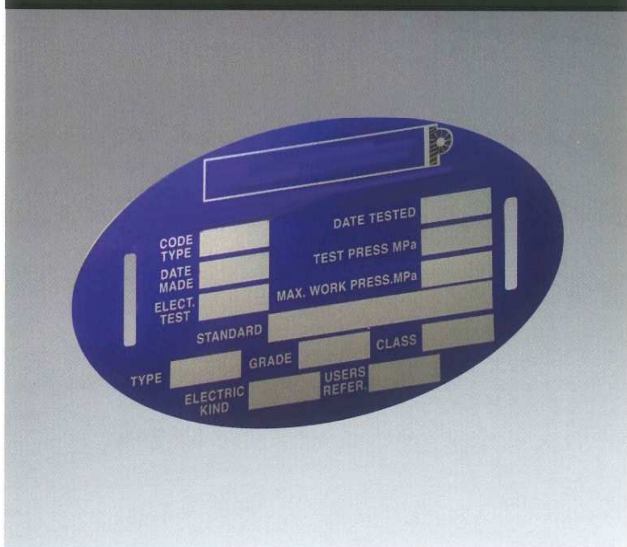 CODE TYPE
DATE TESTED
DATE MADE
TEST PRESS MPa
ELECT. TEST
MAX. WORK PRESS.MPa
STANDARD
TYPE
GRADE
CLASS
ELECTRIC KIND
USERS REFER.